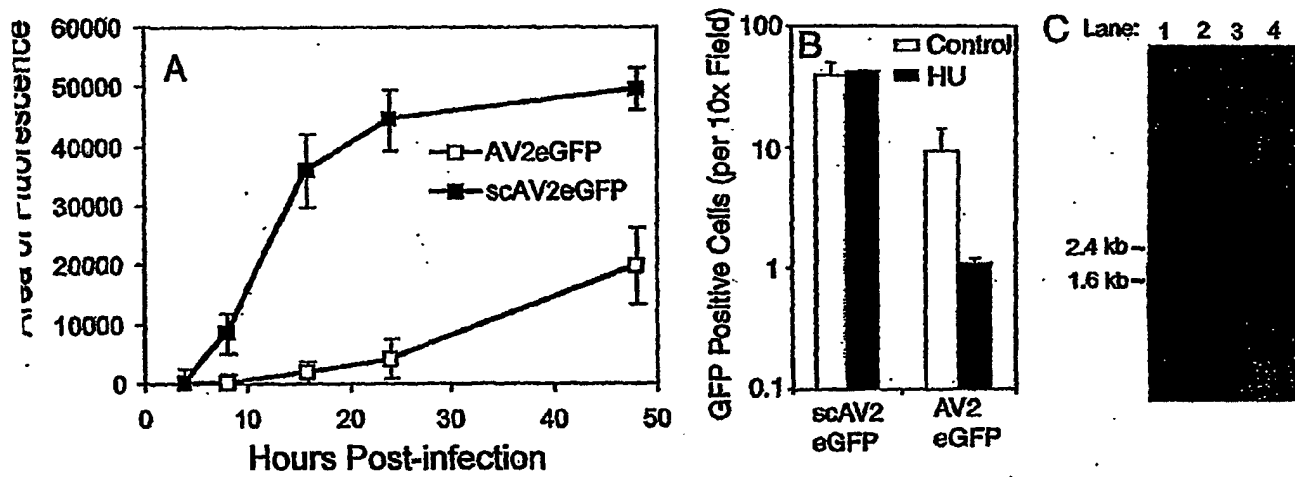 A
60000
50000
40000
30000
20000
10000
0
0 10 20 30 40 50
Hours Post-infection
AV2eGFP
scAV2eGFP
B
Control
HU
GFP Positive Cells (per 10x Field)
100
10
1
0.1
scAV2 AV2
eGFP eGFP
C Lane: 1 2 3 4
2.4 kb
1.6 kb